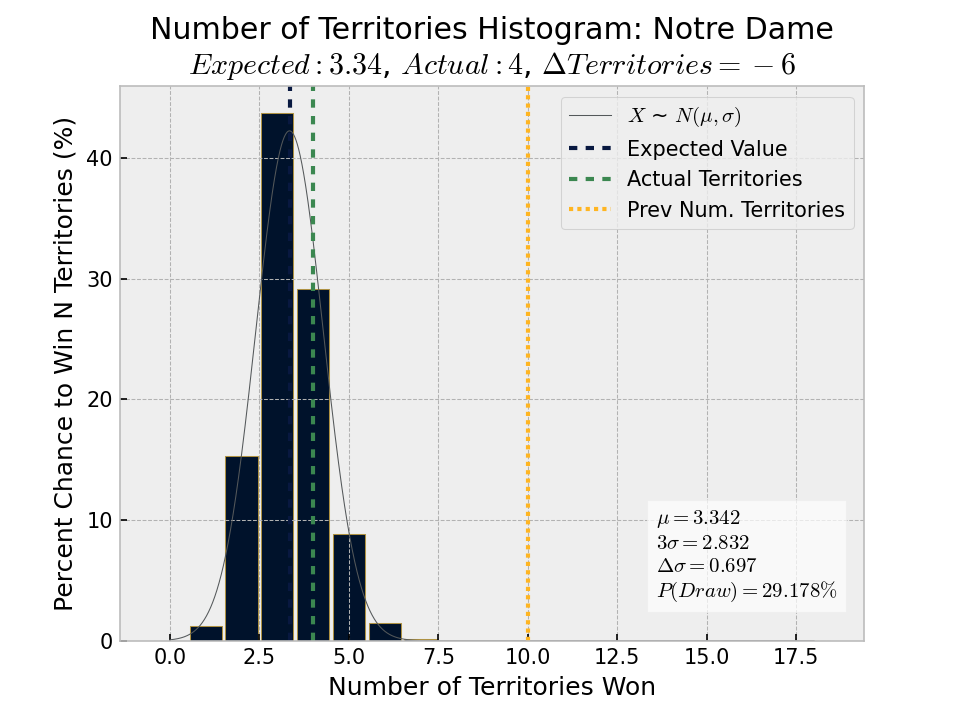 Number of Territories Histogram: Notre Dame
Expected : 3.34, Actual : 4, ΔTerritories = −6
Percent Chance to Win N Territories (%)
40
30
20
10
0
X ~ N(μ, σ)
Expected Value
Actual Territories
Prev Num. Territories
μ = 3.342
3σ = 2.832
Δσ = 0.697
P(Draw) = 29.178%
0.0 2.5 5.0 7.5 10.0 12.5 15.0 17.5
Number of Territories Won